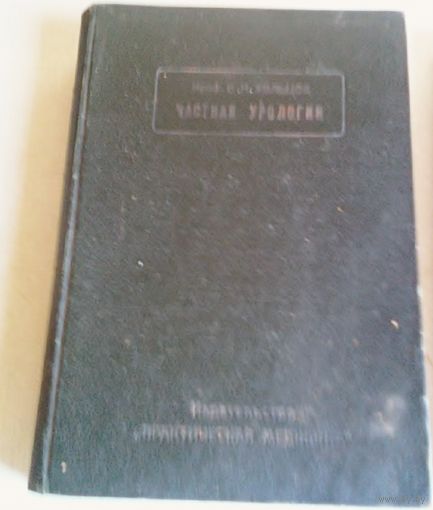 Проф.
ЧАСТНАЯ УРОЛОГИЯ
ИЗДАТЕЛЬСТВО
„ПРАКТИЧЕСКАЯ МЕДИЦИНА“